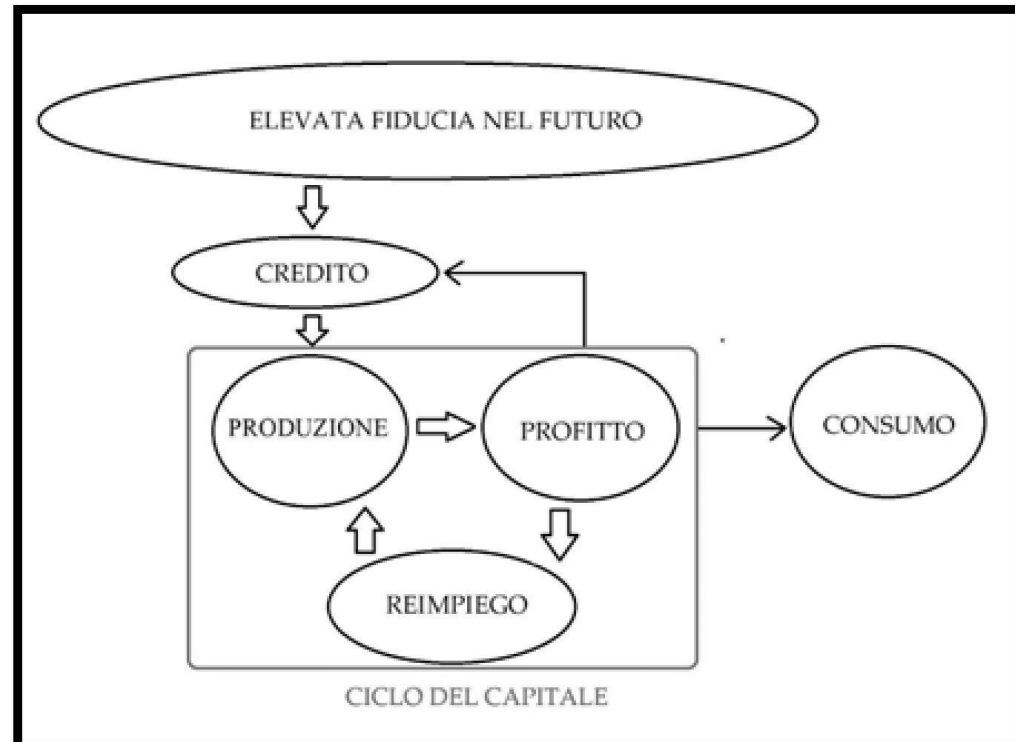 ELEVATA FIDUCIA NEL FUTURO
CREDITO
PRODUZIONE
PROFITTO
CONSUMO
REIMPIEGO
CICLO DEL CAPITALE